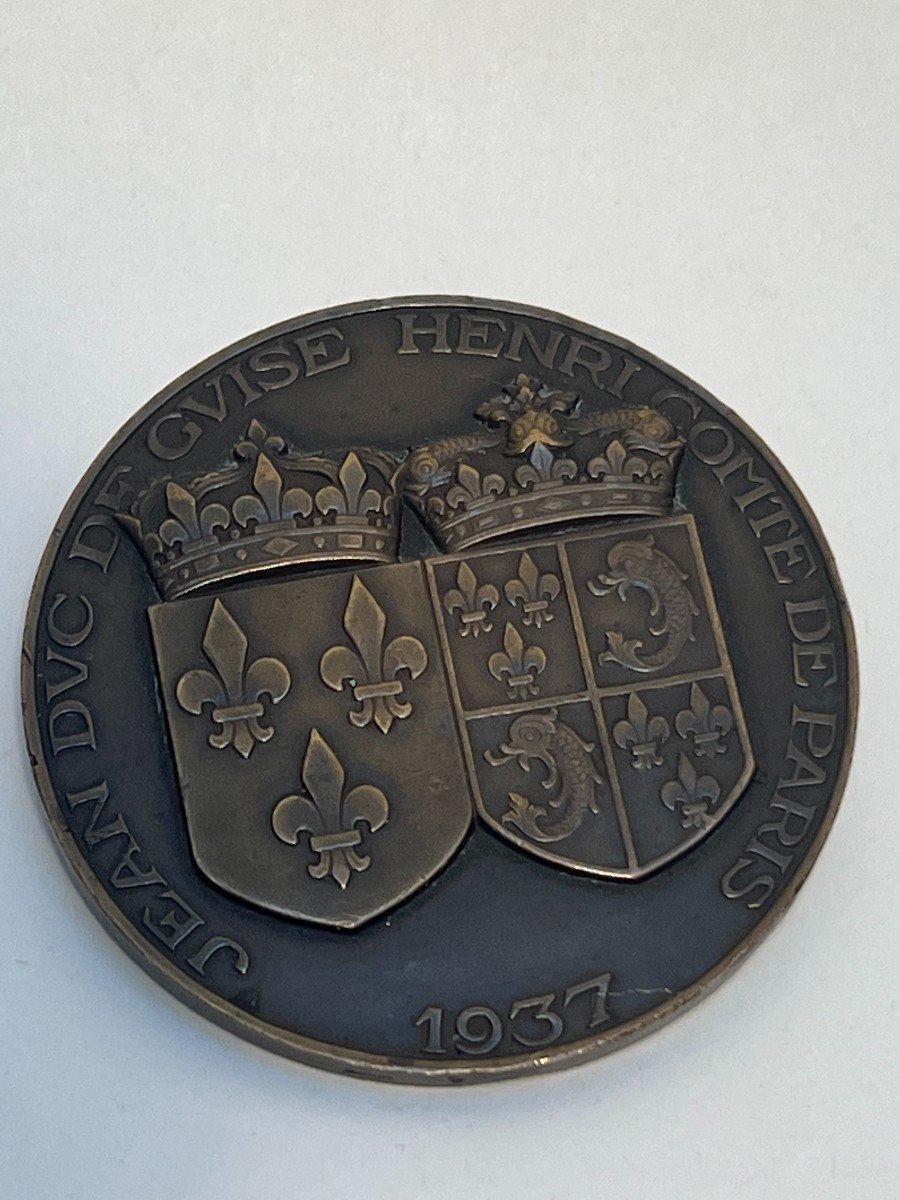 JEAN DVC DE GVISE HENRI COMTE DE PARIS
1937